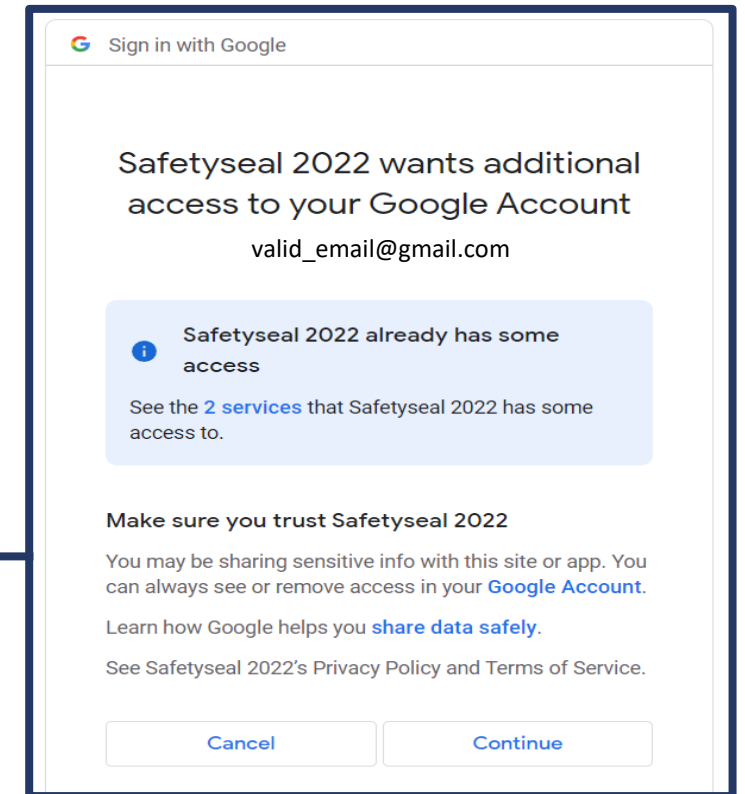 Sign in with Google
Safetyseal 2022 wants additional
access to your Google Account
valid_email@gmail.com
Safetyseal 2022 already has some
access
See the 2 services that Safetyseal 2022 has some
access to.
Make sure you trust Safetyseal 2022
You may be sharing sensitive info with this site or app. You
can always see or remove access in your Google Account.
Learn how Google helps you share data safely.
See Safetyseal 2022’s Privacy Policy and Terms of Service.
Cancel Continue